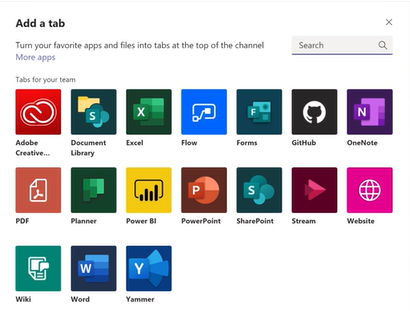 Add a tab
Turn your favorite apps and files into tabs at the top of the channel
Search
More apps
Tabs for your team
Adobe Creative...
Document Library
Excel
Flow
Forms
GitHub
OneNote
PDF
Planner
Power BI
PowerPoint
SharePoint
Stream
Website
Wiki
Word
Yammer